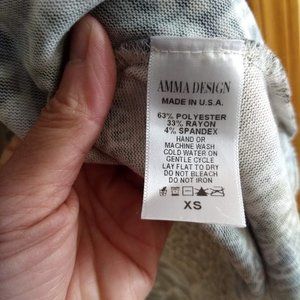 AMMA DESIGN
MADE IN U.S.A.
63% POLYESTER
33% RAYON
4% SPANDEX
HAND OR
MACHINE WASH
COLD WATER ON
GENTLE CYCLE
LAY FLAT TO DRY
DO NOT BLEACH
DO NOT IRON
XS